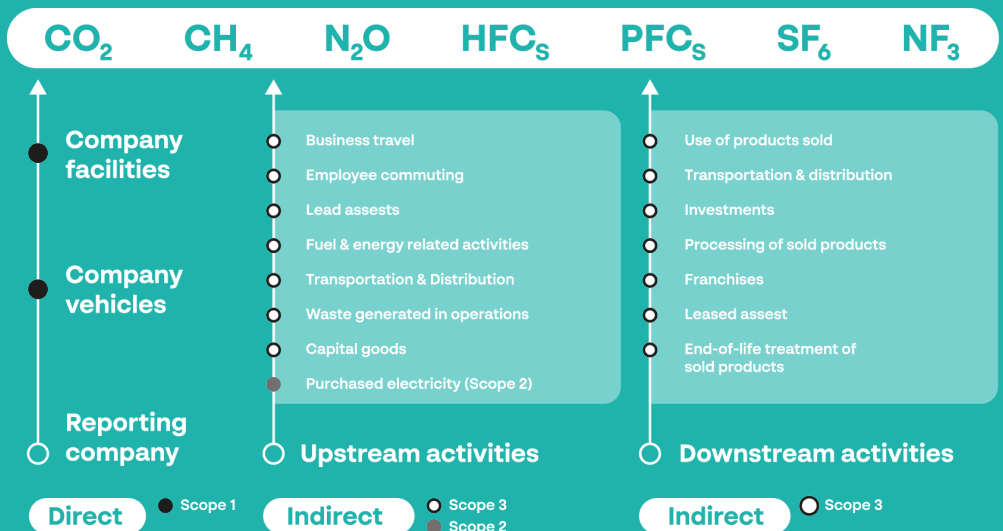 CO2 CH4 N2O HFCS PFCS SF6 NF3
Company
facilities
Company
vehicles
Reporting
company
Business travel
Employee commuting
Lead assests
Fuel & energy related activities
Transportation & Distribution
Waste generated in operations
Capital goods
Purchased electricity (Scope 2)
Upstream activities
Use of products sold
Transportation & distribution
Investments
Processing of sold products
Franchises
Leased assest
End-of-life treatment of
sold products
Downstream activities
Direct
Scope 1
Indirect
Scope 3
Scope 2
Indirect
Scope 3